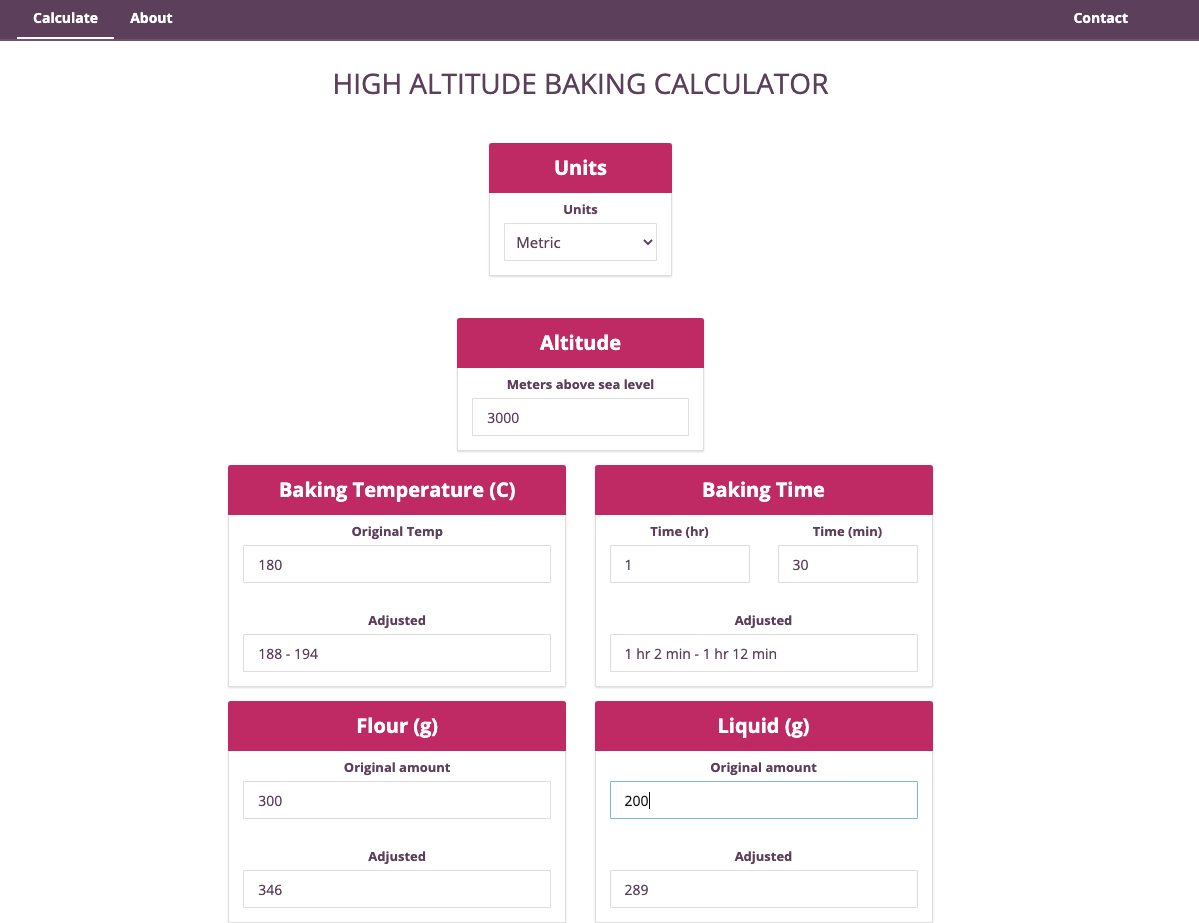 Calculate About Contact
HIGH ALTITUDE BAKING CALCULATOR
Units
Units
Metric
Altitude
Meters above sea level
3000
Baking Temperature (C)
Original Temp
180
Adjusted
188 - 194
Baking Time
Time (hr) Time (min)
1 30
Adjusted
1 hr 2 min - 1 hr 12 min
Flour (g)
Original amount
300
Adjusted
346
Liquid (g)
Original amount
200
Adjusted
289